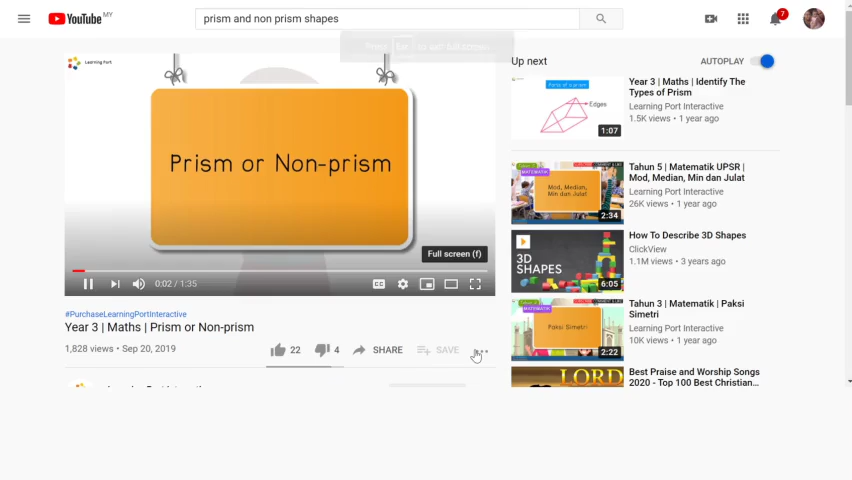 YouTube MY
prism and non prism shapes
7
Learning Port
Prism or Non-prism
Full screen (f)
0:02 / 1:35
#PurchaseLearningPortInteractive
Year 3 | Maths | Prism or Non-prism
1,828 views • Sep 20, 2019
22
4
SHARE
SAVE
Up next
AUTOPLAY
Edges
1:07
Year 3 | Maths | Identify The
Types of Prism
Learning Port Interactive
1.5K views • 1 year ago
MATEMATIK
Mod, Median,
Min dan Julat
2:34
Tahun 5 | Matematik UPSR |
Mod, Median, Min dan Julat
Learning Port Interactive
26K views • 1 year ago
3D
SHAPES
6:05
How To Describe 3D Shapes
ClickView
1.1M views • 3 years ago
MATEMATIK
Paksi Simetri
2:22
Tahun 3 | Matematik | Paksi
Simetri
Learning Port Interactive
10K views • 1 year ago
LORD
Best Praise and Worship Songs
2020 - Top 100 Best Christian...